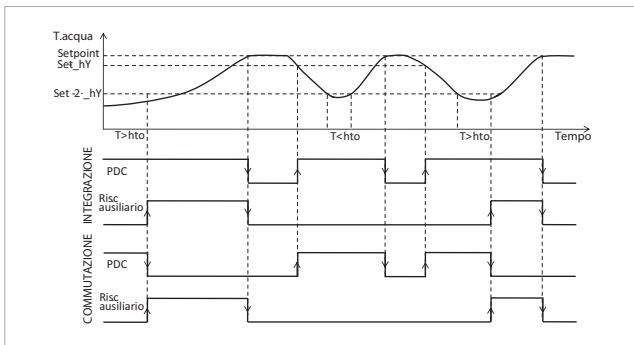 T.acqua
Setpoint
Set_hY
Set -2·_hY
T>hto
T<hto
T>hto
Tempo
INTEGRAZIONE
PDC
Risc
ausiliario
COMMUTAZIONE
PDC
Risc
ausiliario